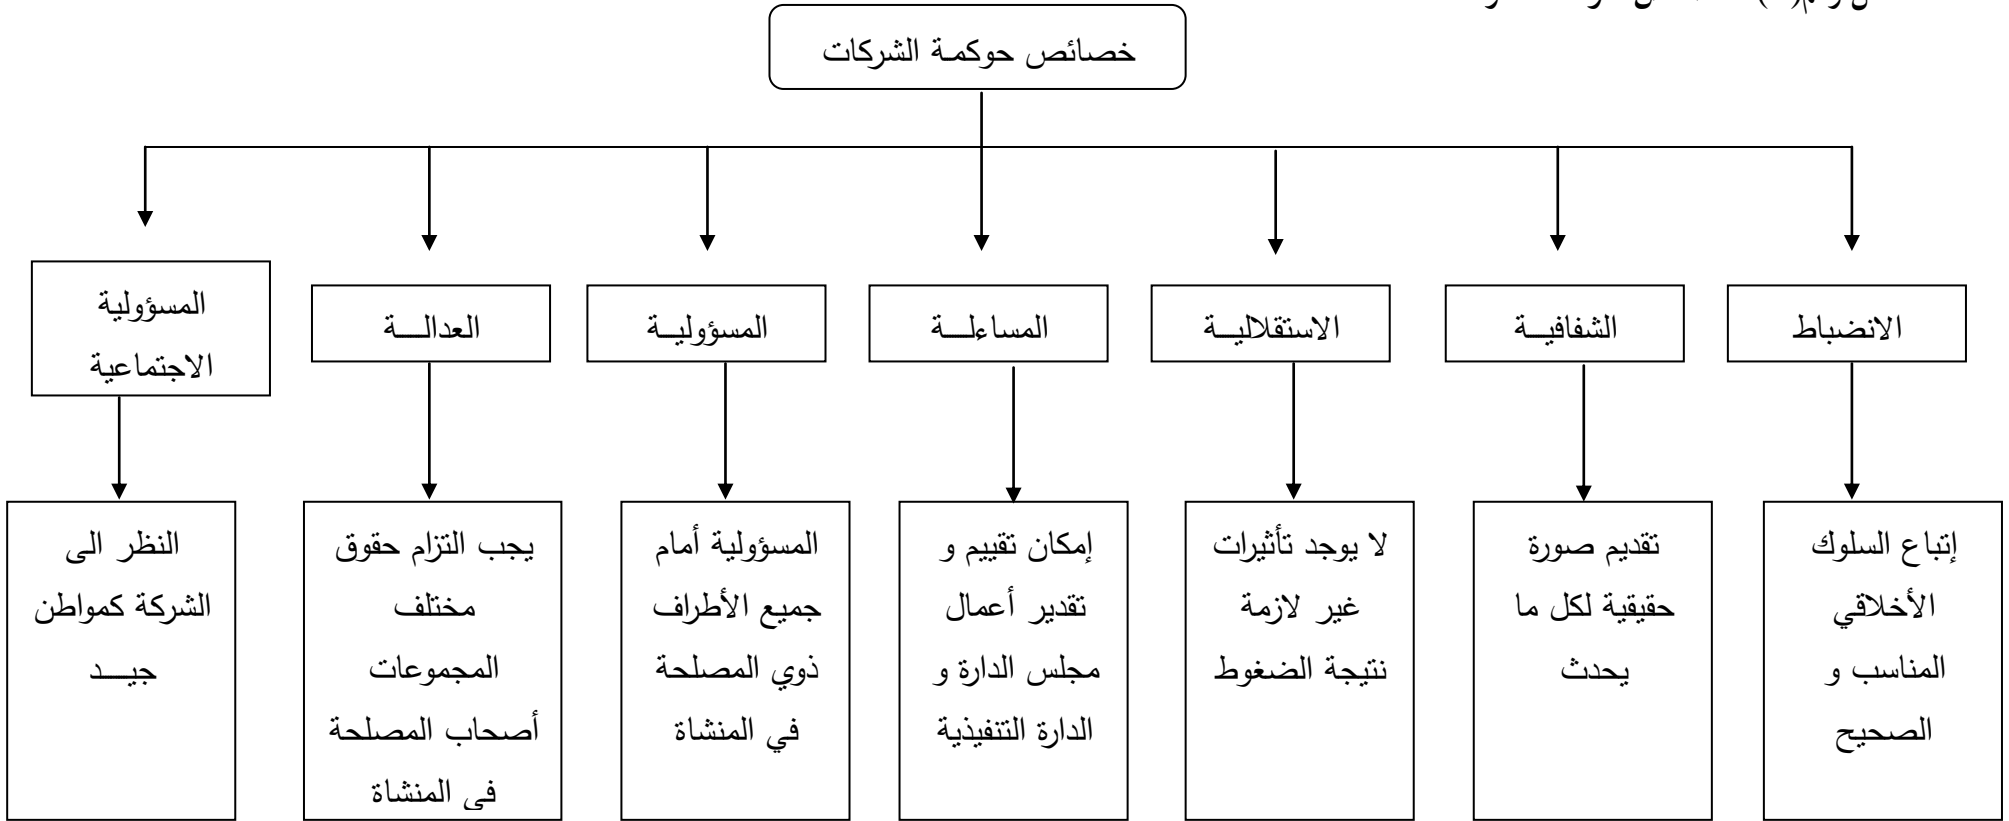 خصائص حوكمة الشركات
الانضباط
الشفافية
الاستقلالية
المساءلة
المسؤولية
العدالة
المسؤولية
الاجتماعية
إتباع السلوك
الأخلاقي
المناسب و
الصحيح
تقديم صورة
حقيقية لكل ما
يحدث
لا يوجد تأثيرات
غير لازمة
نتيجة الضغوط
إمكان تقييم و
تقدير أعمال
مجلس الدارة و
الدارة التنفيذية
المسؤولية أمام
جميع الأطراف
ذوي المصلحة
في المنشاة
يجب التزام حقوق
مختلف
المجموعات
أصحاب المصلحة
في المنشاة
النظر الى
الشركة كمواطن
جيد